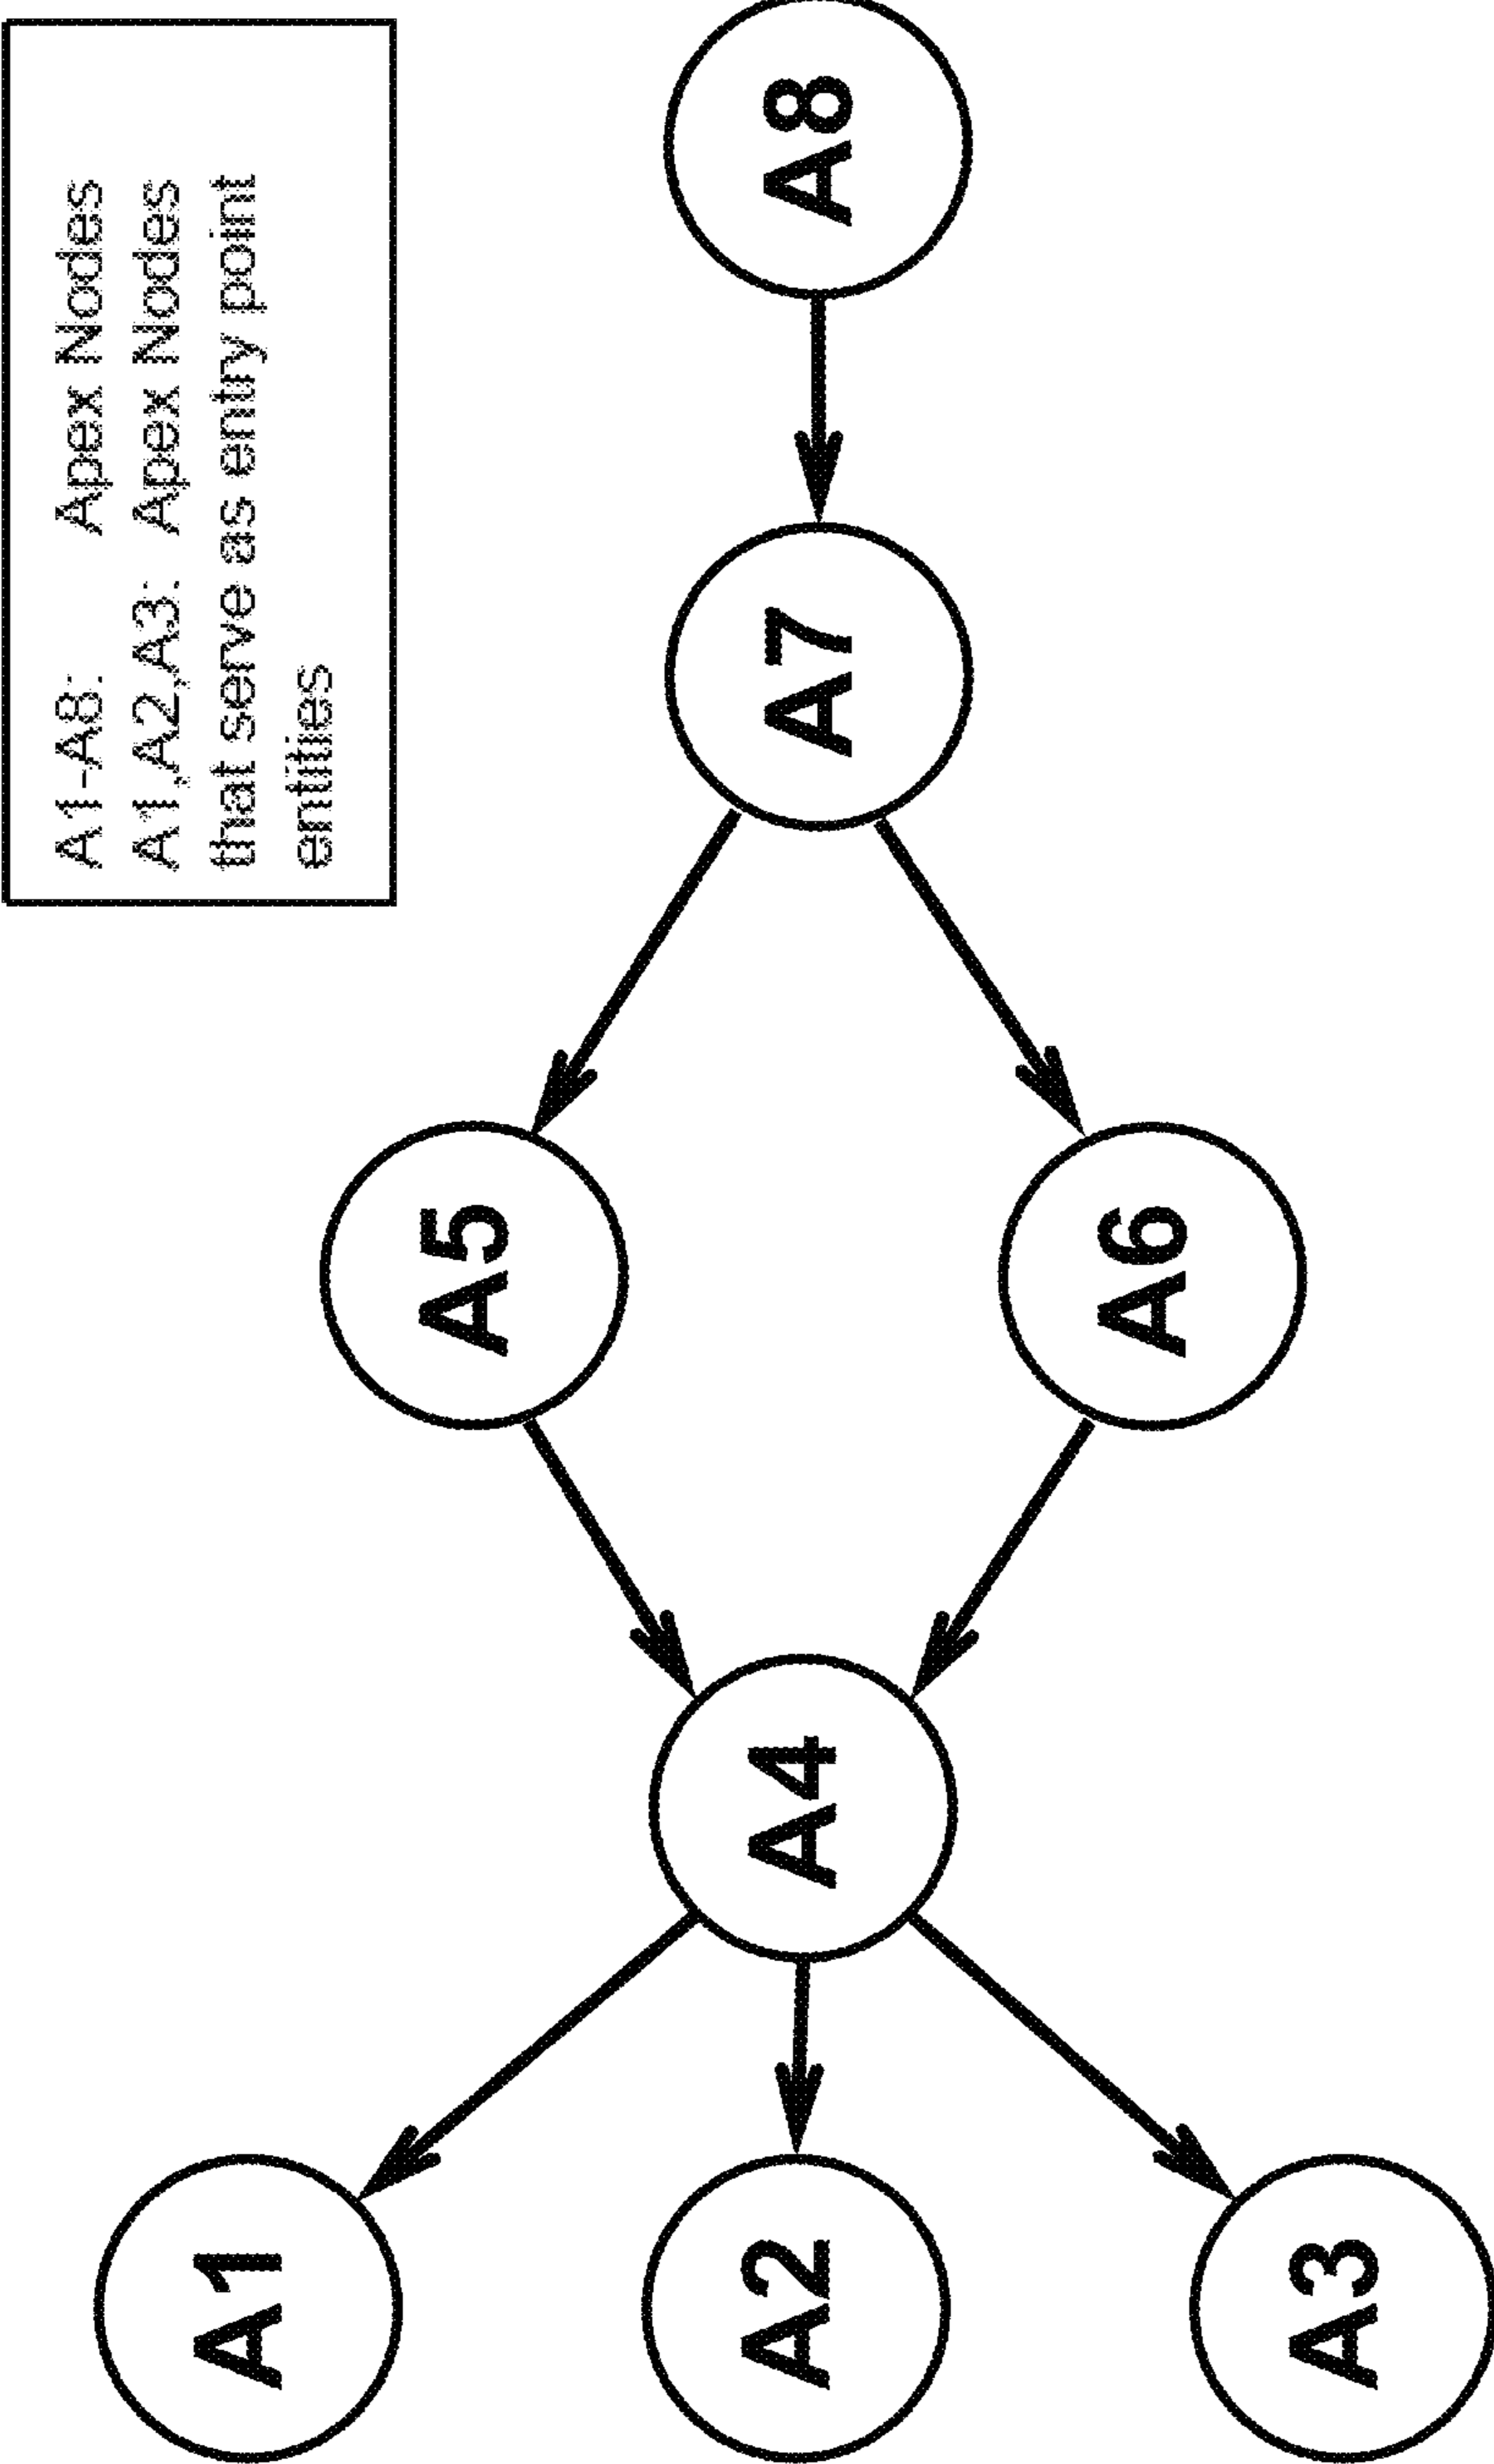 A1-A8: Apex Nodes
A1,A2,A3: Apex Nodes
that serve as entry point
entities
A1
A2
A3
A4
A5
A6
A7
A8